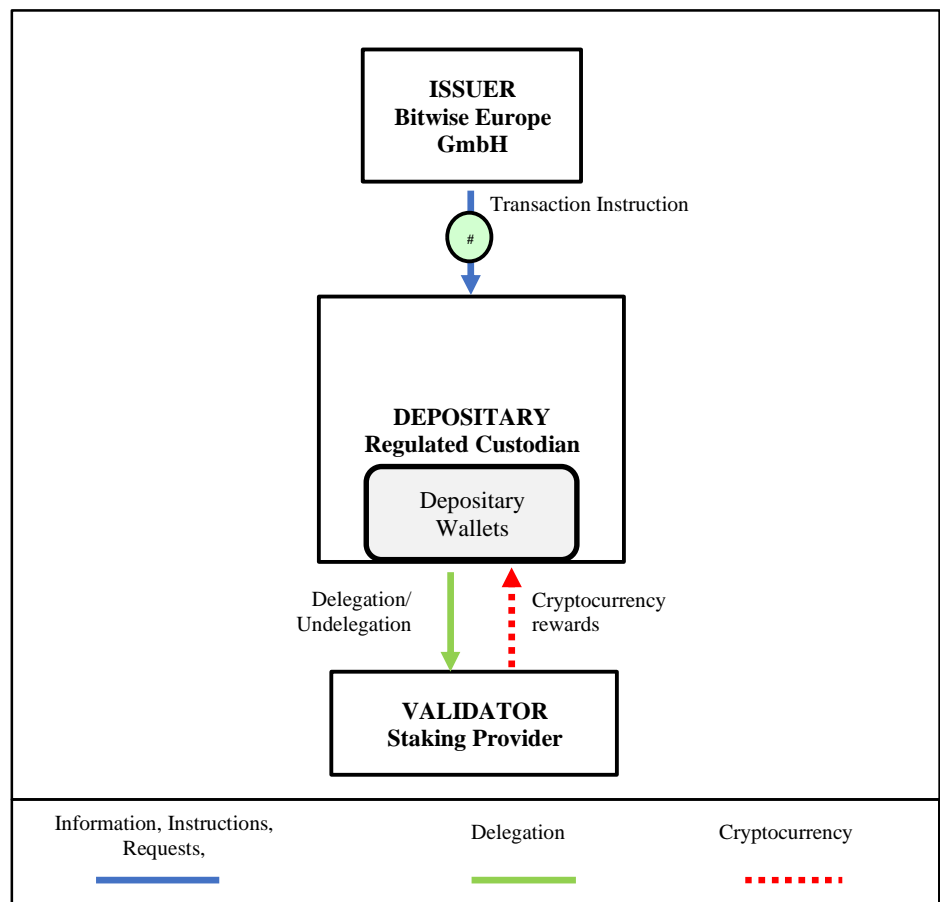 ISSUER
Bitwise Europe
GmbH
Transaction Instruction
#
DEPOSITARY
Regulated Custodian
Depositary
Wallets
Delegation/
Undelegation
Cryptocurrency
rewards
VALIDATOR
Staking Provider
Information, Instructions,
Requests,
Delegation
Cryptocurrency